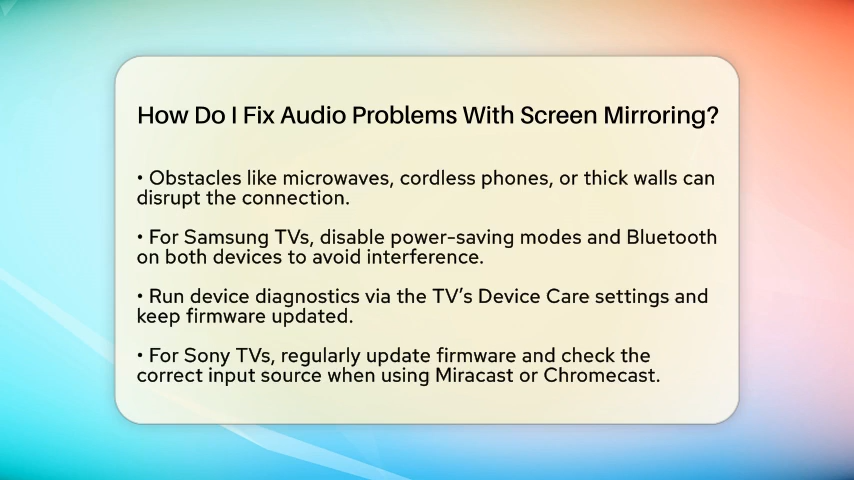 How Do I Fix Audio Problems With Screen Mirroring?
• Obstacles like microwaves, cordless phones, or thick walls can
disrupt the connection.
• For Samsung TVs, disable power-saving modes and Bluetooth
on both devices to avoid interference.
• Run device diagnostics via the TV’s Device Care settings and
keep firmware updated.
• For Sony TVs, regularly update firmware and check the
correct input source when using Miracast or Chromecast.